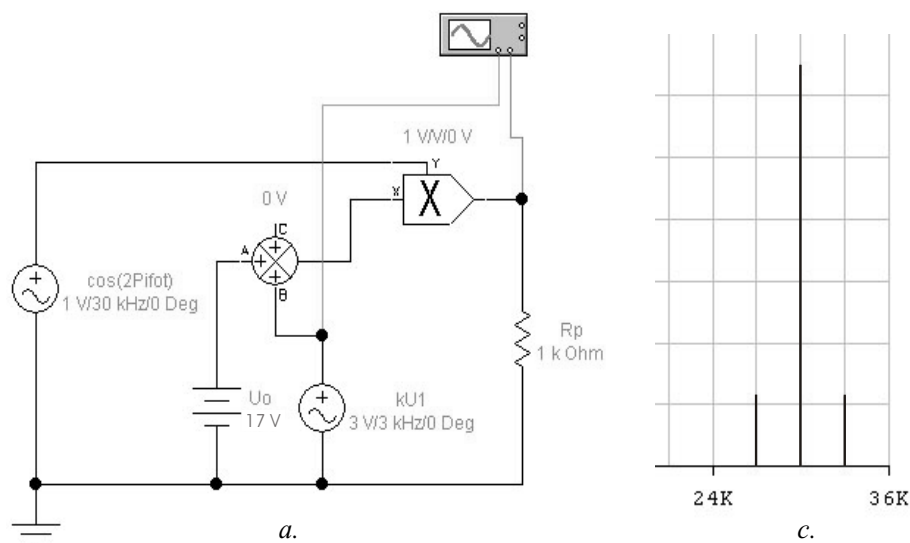 1 V/V/0 V
Y
X
X
0 V
C
A
B
cos(2Pifot)
1 V/30 kHz/0 Deg
Rp
1 k Ohm
Uo
17 V
kU1
3 V/3 kHz/0 Deg
24K
36K
a.
c.